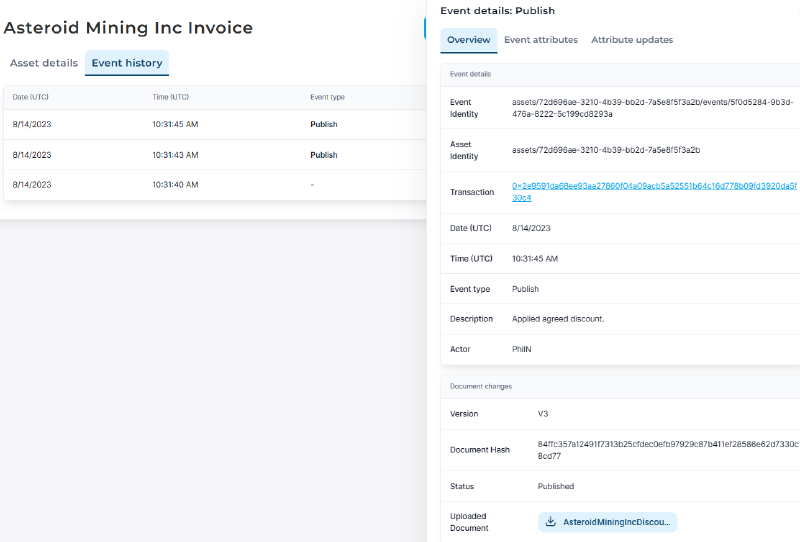 Asteroid Mining Inc Invoice
Asset details Event history
Date (UTC) Time (UTC) Event type
8/14/2023 10:31:45 AM Publish
8/14/2023 10:31:43 AM Publish
8/14/2023 10:31:40 AM -
Event details: Publish
Overview Event attributes Attribute updates
Event details
Event Identity
assets/72d696ae-3210-4b39-bb2d-7a5e8f5f3a2b/events/5f0d5284-9b3d-
476a-8222-5c199cd8293a
Asset Identity
assets/72d696ae-3210-4b39-bb2d-7a5e8f5f3a2b
Transaction
0x2e9591da68ee93aa27860f04a09acb5a52551b64c16d778b09fd3920da5f
30c4
Date (UTC) 8/14/2023
Time (UTC) 10:31:45 AM
Event type Publish
Description Applied agreed discount.
Actor PhilN
Document changes
Version V3
Document Hash
84ffc357a12491f7313b25cfdec0efb97929c87b411ef28586e62d7330c
8cd77
Status Published
Uploaded Document
AsteroidMiningIncDiscou...